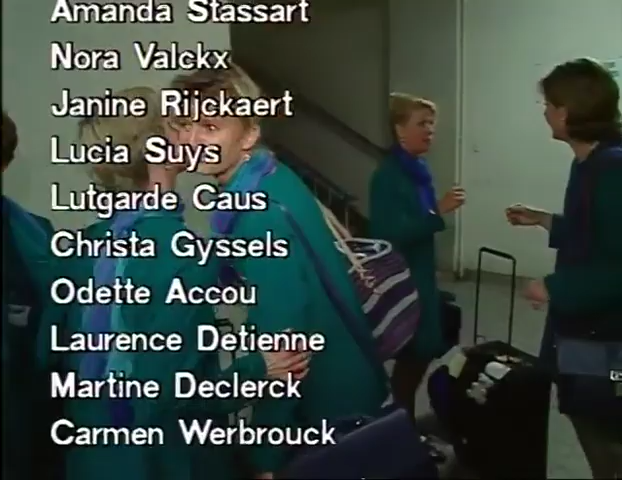 Amanda Stassart
Nora Valckx
Janine Rijckaert
Lucia Suys
Lutgarde Caus
Christa Gyssels
Odette Accou
Laurence Detienne
Martine Declerck
Carmen Werbrouck